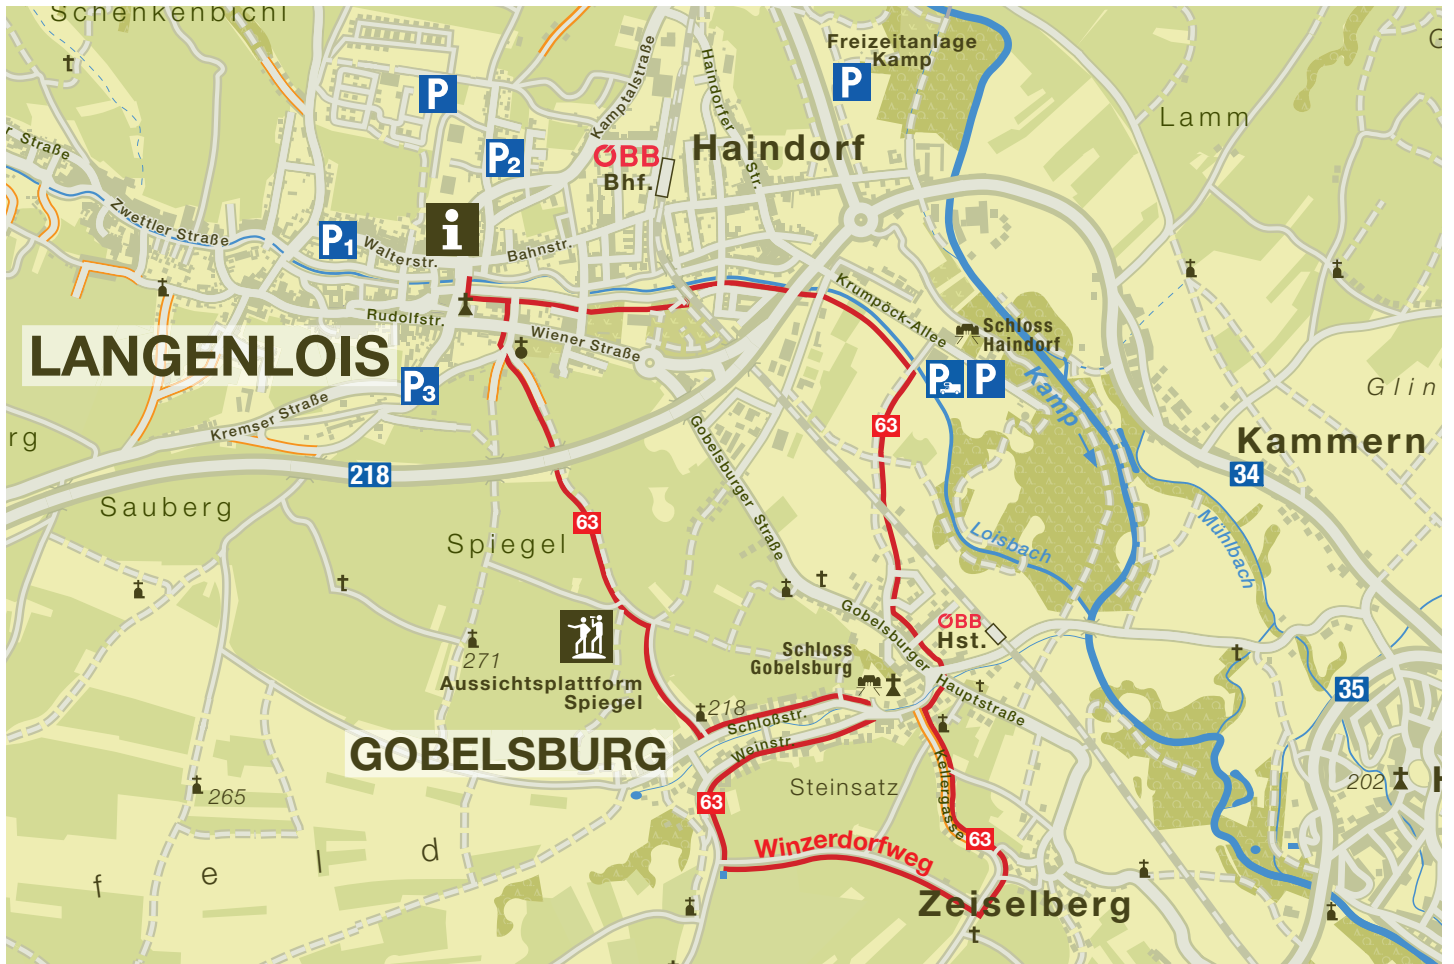 Schenkenbichl
Freizeitanlage
Kamp
P
P
P2
Kamptalstraße
Haindorfer Str.
ÖBB
Bhf.
Haindorf
Lamm
Straße
Zwettler Straße
P1
Walterstr.
i
Bahnstr.
Rudolfstr.
Wiener Straße
Krumpöck-Allee
Schloss
Haindorf
LANGENLOIS
P3
P
P
Kamp
Glin
Kremser Straße
rg
63
Kammern
218
34
Gobelsburger Straße
Sauberg
63
Spiegel
Loisbach
Mühlbach
Gobelsburger
Hauptstraße
ÖBB
Hst.
271
Aussichtsplattform
Spiegel
Schloss
Gobelsburg
35
218
Schloßstr.
Weinstr.
GOBELSBURG
Kellergasse
Steinsatz
265
202
H
63
63
Winzerdorfweg
f e l d
Zeiselberg